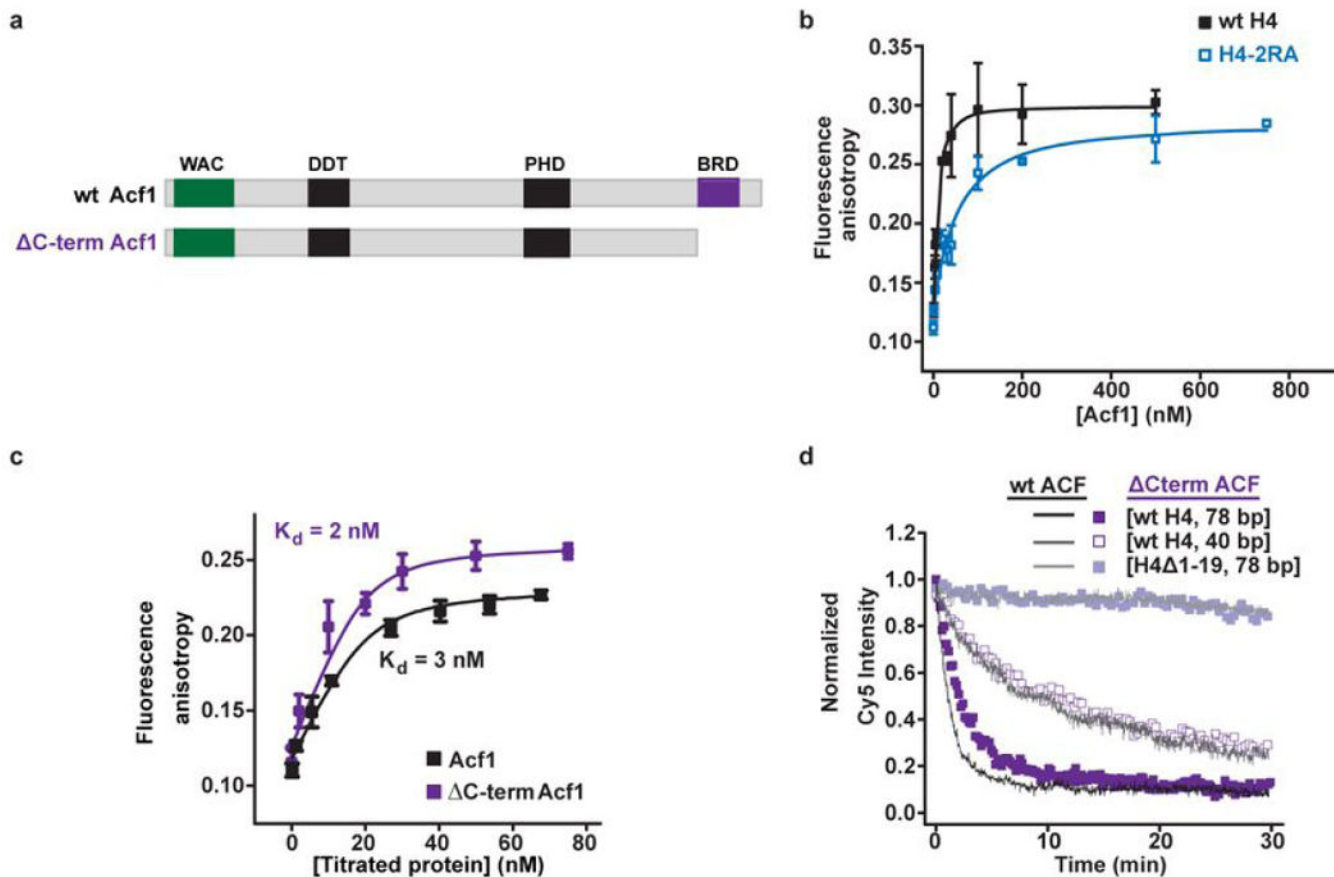 a
WAC
DDT
PHD
BRD
wt Acf1
ΔC-term Acf1
b
wt H4
H4-2RA
0.35
0.30
0.25
0.20
0.15
0.10
Fluorescence
anisotropy
0
200
400
600
800
[Acf1] (nM)
c
Kd = 2 nM
Kd = 3 nM
0.25
0.20
0.15
0.10
Fluorescence
anisotropy
Acf1
ΔC-term Acf1
0
20
40
60
80
[Titrated protein] (nM)
d
wt ACF
ΔCterm ACF
[wt H4, 78 bp]
[wt H4, 40 bp]
[H4Δ1-19, 78 bp]
1.2
1.0
0.8
0.6
0.4
0.2
0.0
Normalized
Cy5 Intensity
0
10
20
30
Time (min)